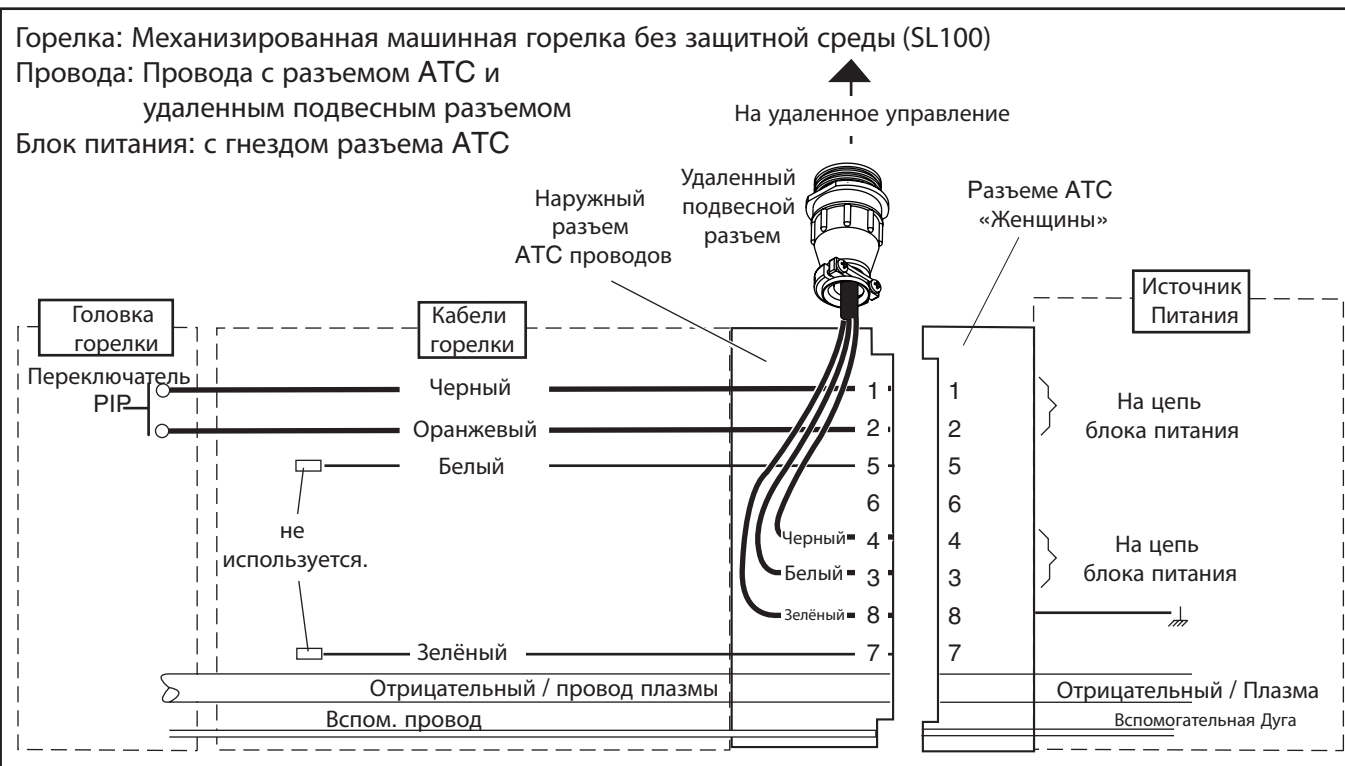 Горелка: Механизированная машинная горелка без защитной среды (SL100)
Провода: Провода с разъемом ATC и
удаленным подвесным разъемом
Блок питания: с гнездом разъема ATC
На удаленное управление
Удаленный
подвесной
разъем
Наружный
разъем
ATC проводов
Разъеме ATC
«Женщины»
Источник
Питания
Головка
горелки
Кабели
горелки
Переключатель
PIP
Черный
Оранжевый
Белый
не
используется.
Зелёный
Черный
Белый
Зелёный
1
2
5
6
4
3
8
7
1
2
5
6
4
3
8
7
На цепь
блока питания
На цепь
блока питания
Отрицательный / провод плазмы
Вспом. провод
Отрицательный / Плазма
Вспомогательная Дуга